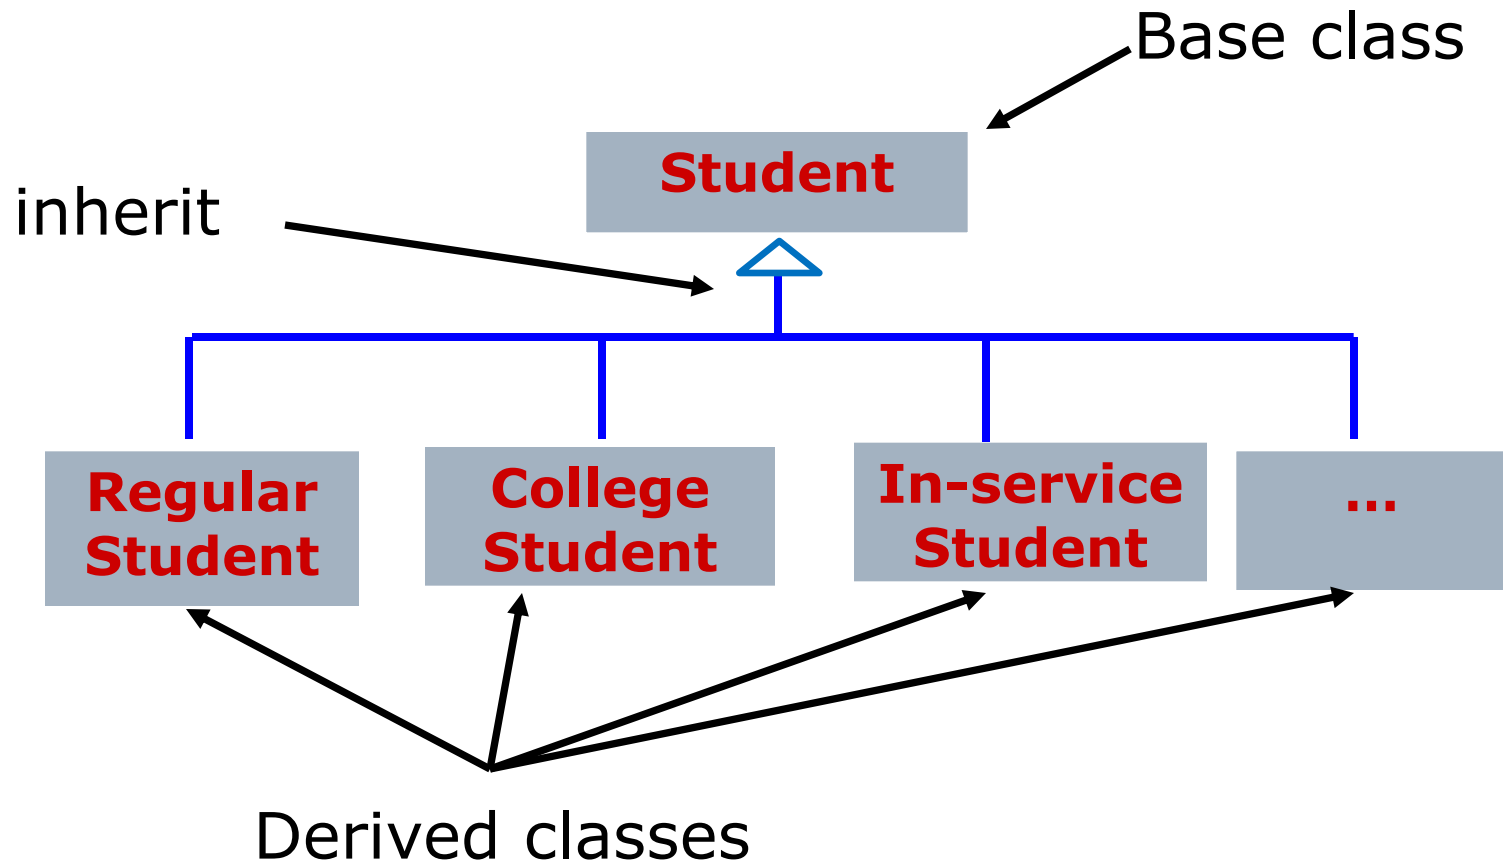 Base class
Student
inherit
Regular
Student
College
Student
In-service
Student
...
Derived classes